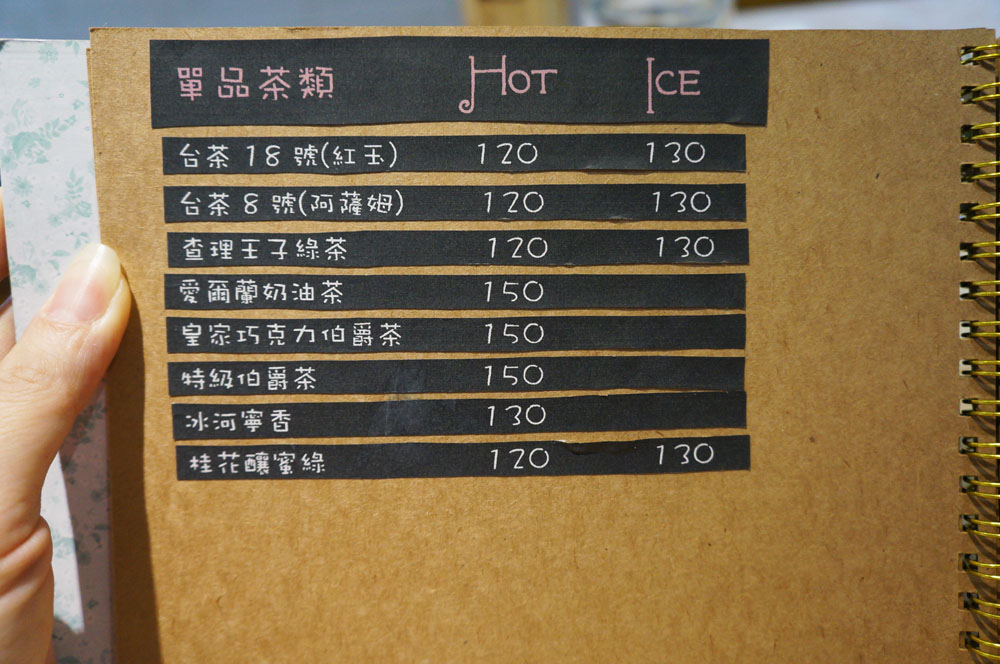 單品茶類 HOT ICE
台茶 18 號(紅玉) 120 130
台茶 8 號(阿薩姆) 120 130
查理王子綠茶 120 130
愛爾蘭奶油茶 150
皇家巧克力伯爵茶 150
特級伯爵茶 150
冰河寧香 130
桂花釀蜜綠 120 130